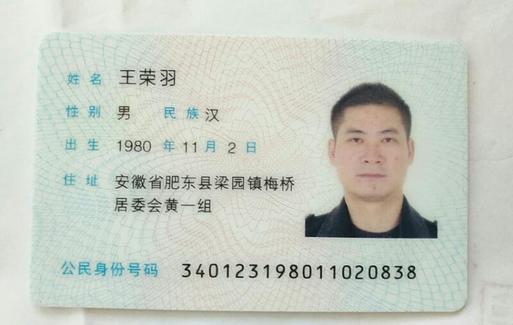 姓名 王荣羽
性别 男 民族 汉
出生 1980 年 11 月 2 日
住址 安徽省肥东县梁园镇梅桥
居委会黄一组
公民身份号码 340123198011020838